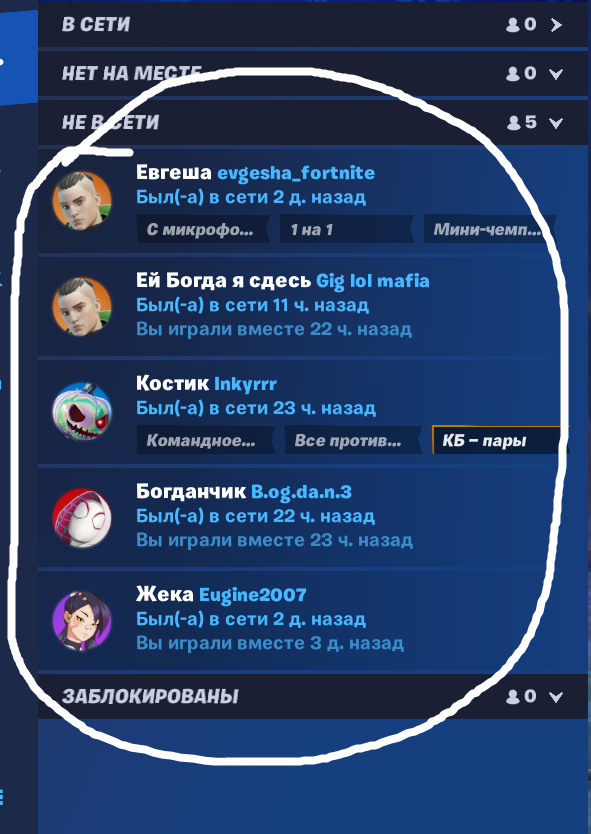 В СЕТИ 0
НЕТ НА МЕСТЕ 0
НЕ В СЕТИ 5
Евгеша evgesha_fortnite
Был(-а) в сети 2 д. назад
С микрофо... 1 на 1 Мини-чемп...
Ей Богда я сдесь Gig lol mafia
Был(-а) в сети 11 ч. назад
Вы играли вместе 22 ч. назад
Костик Inkyrrr
Был(-а) в сети 23 ч. назад
Командное... Все против... КБ – пары
Богданчик B.og.da.n.3
Был(-а) в сети 22 ч. назад
Вы играли вместе 23 ч. назад
Жека Eugine2007
Был(-а) в сети 2 д. назад
Вы играли вместе 3 д. назад
ЗАБЛОКИРОВАНЫ 0